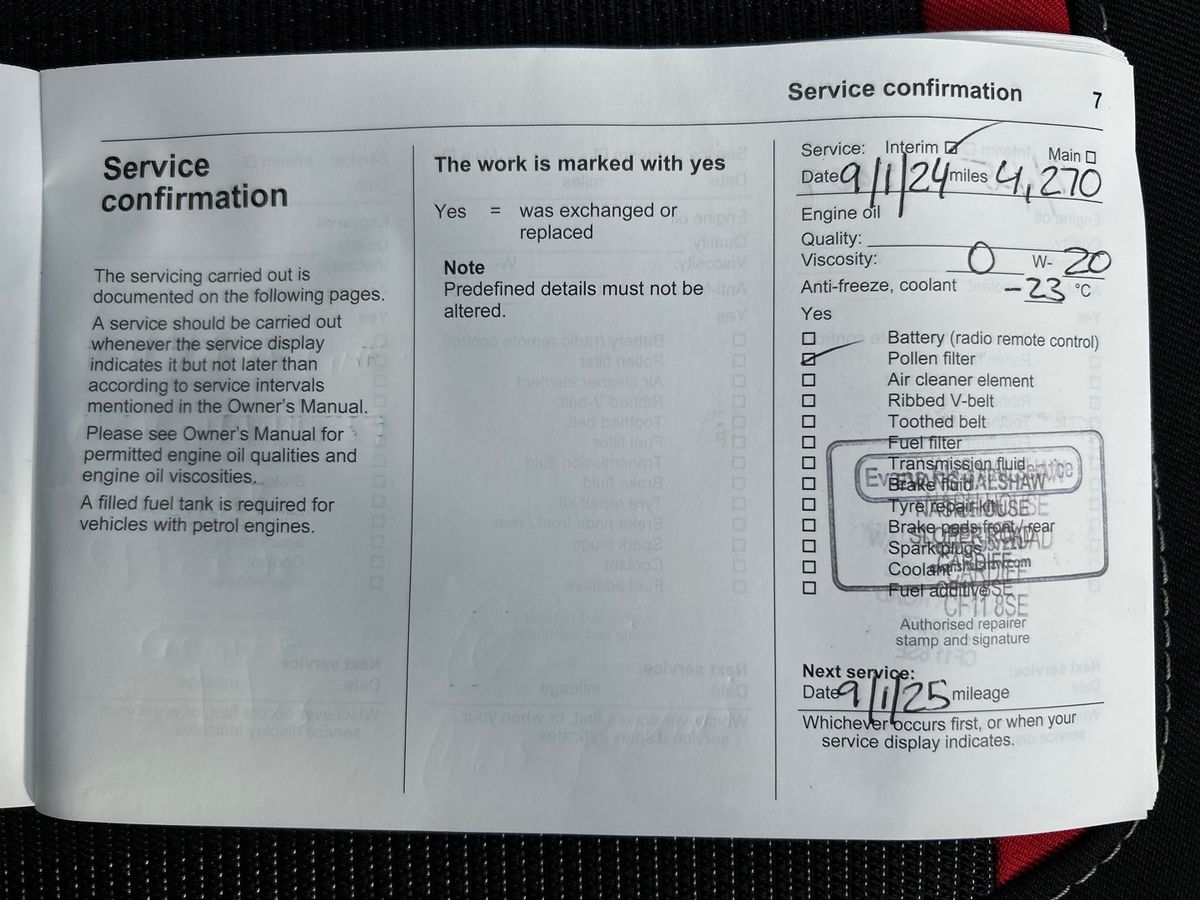 Service confirmation 7
Service
confirmation
The servicing carried out is
documented on the following pages.
A service should be carried out
whenever the service display
indicates it but not later than
according to service intervals
mentioned in the Owner's Manual.
Please see Owner's Manual for
permitted engine oil qualities and
engine oil viscosities.
A filled fuel tank is required for
vehicles with petrol engines.
The work is marked with yes
Yes = was exchanged or
replaced
Note
Predefined details must not be
altered.
Service: Interim ☑ Main ☐
Date 9/1/24 miles 4,270
Engine oil
Quality:
Viscosity: 0 W- 20
Anti-freeze, coolant -23 °C
Yes
☐ Battery (radio remote control)
☑ Pollen filter
☐ Air cleaner element
☐ Ribbed V-belt
☐ Toothed belt
☐ Fuel filter
☐ Transmission fluid
☐ Brake fluid
☐ Tyre repair kit
☐ Brake pads front / rear
☐ Spark plugs
☐ Coolant
☐ Fuel additive
HOUSE
ROAD
CARDIFF
CF11 8SE
Authorised repairer
stamp and signature
Next service:
Date 9/1/25 mileage
Whichever occurs first, or when your
service display indicates.